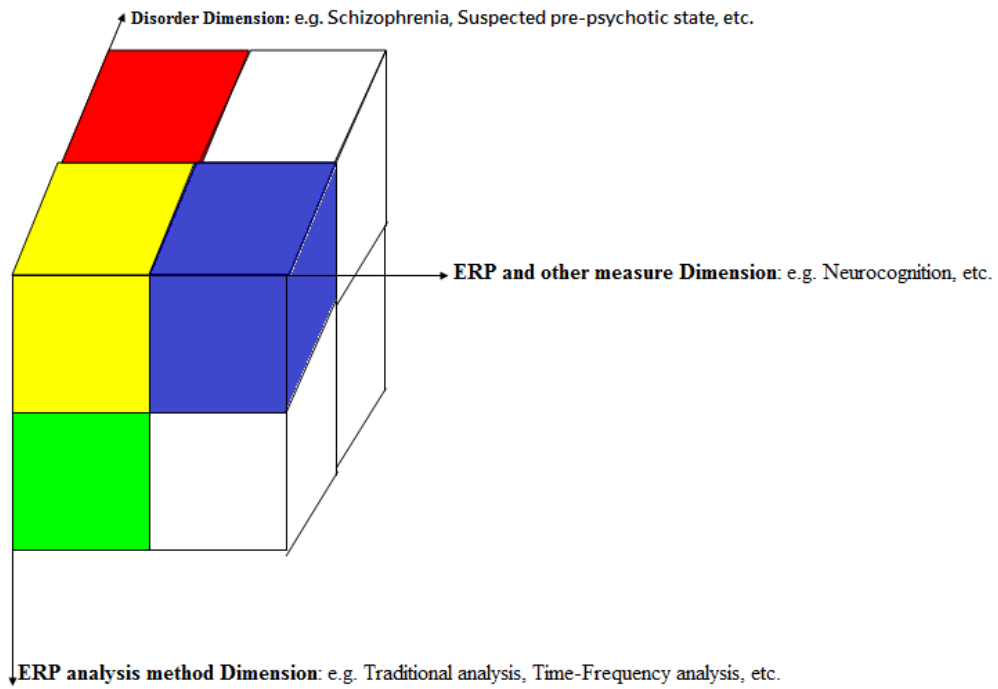 Disorder Dimension: e.g. Schizophrenia, Suspected pre-psychotic state, etc.
ERP and other measure Dimension: e.g. Neurocognition, etc.
ERP analysis method Dimension: e.g. Traditional analysis, Time-Frequency analysis, etc.